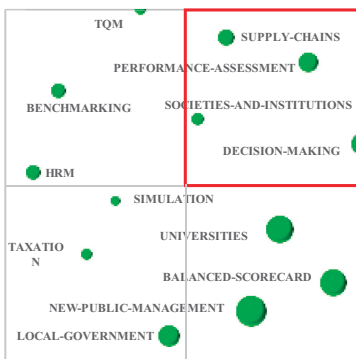 TQM
SUPPLY-CHAINS
PERFORMANCE-ASSESSMENT
BENCHMARKING
SOCIETIES-AND-INSTITUTIONS
DECISION-MAKING
HRM
SIMULATION
UNIVERSITIES
TAXATIO
N
BALANCED-SCORECARD
NEW-PUBLIC-MANAGEMENT
LOCAL-GOVERNMENT